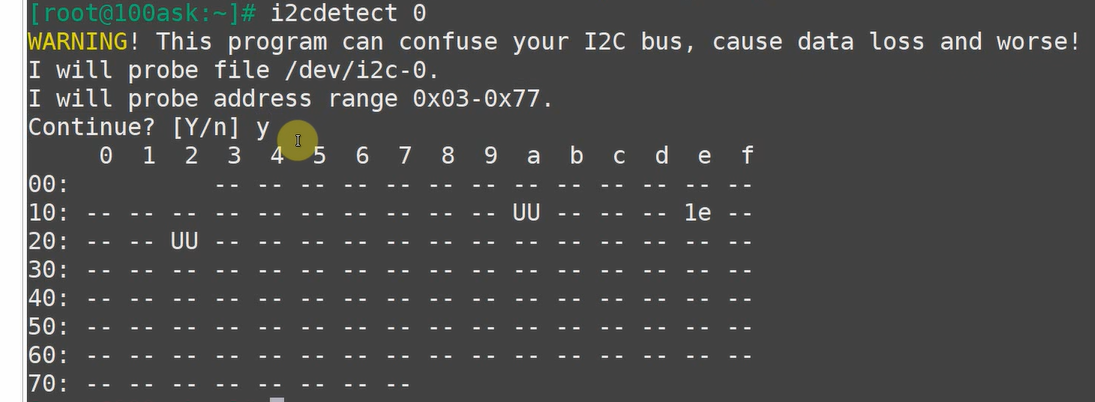 [root@100ask:~]# i2cdetect 0
WARNING! This program can confuse your I2C bus, cause data loss and worse!
I will probe file /dev/i2c-0.
I will probe address range 0x03-0x77.
Continue? [Y/n] y
     0  1  2  3  4  5  6  7  8  9  a  b  c  d  e  f
00:          -- -- -- -- -- -- -- -- -- -- -- -- --
10: -- -- -- -- -- -- -- -- -- -- UU -- -- -- 1e --
20: -- -- UU -- -- -- -- -- -- -- -- -- -- -- -- --
30: -- -- -- -- -- -- -- -- -- -- -- -- -- -- -- --
40: -- -- -- -- -- -- -- -- -- -- -- -- -- -- -- --
50: -- -- -- -- -- -- -- -- -- -- -- -- -- -- -- --
60: -- -- -- -- -- -- -- -- -- -- -- -- -- -- -- --
70: -- -- -- -- -- -- -- --